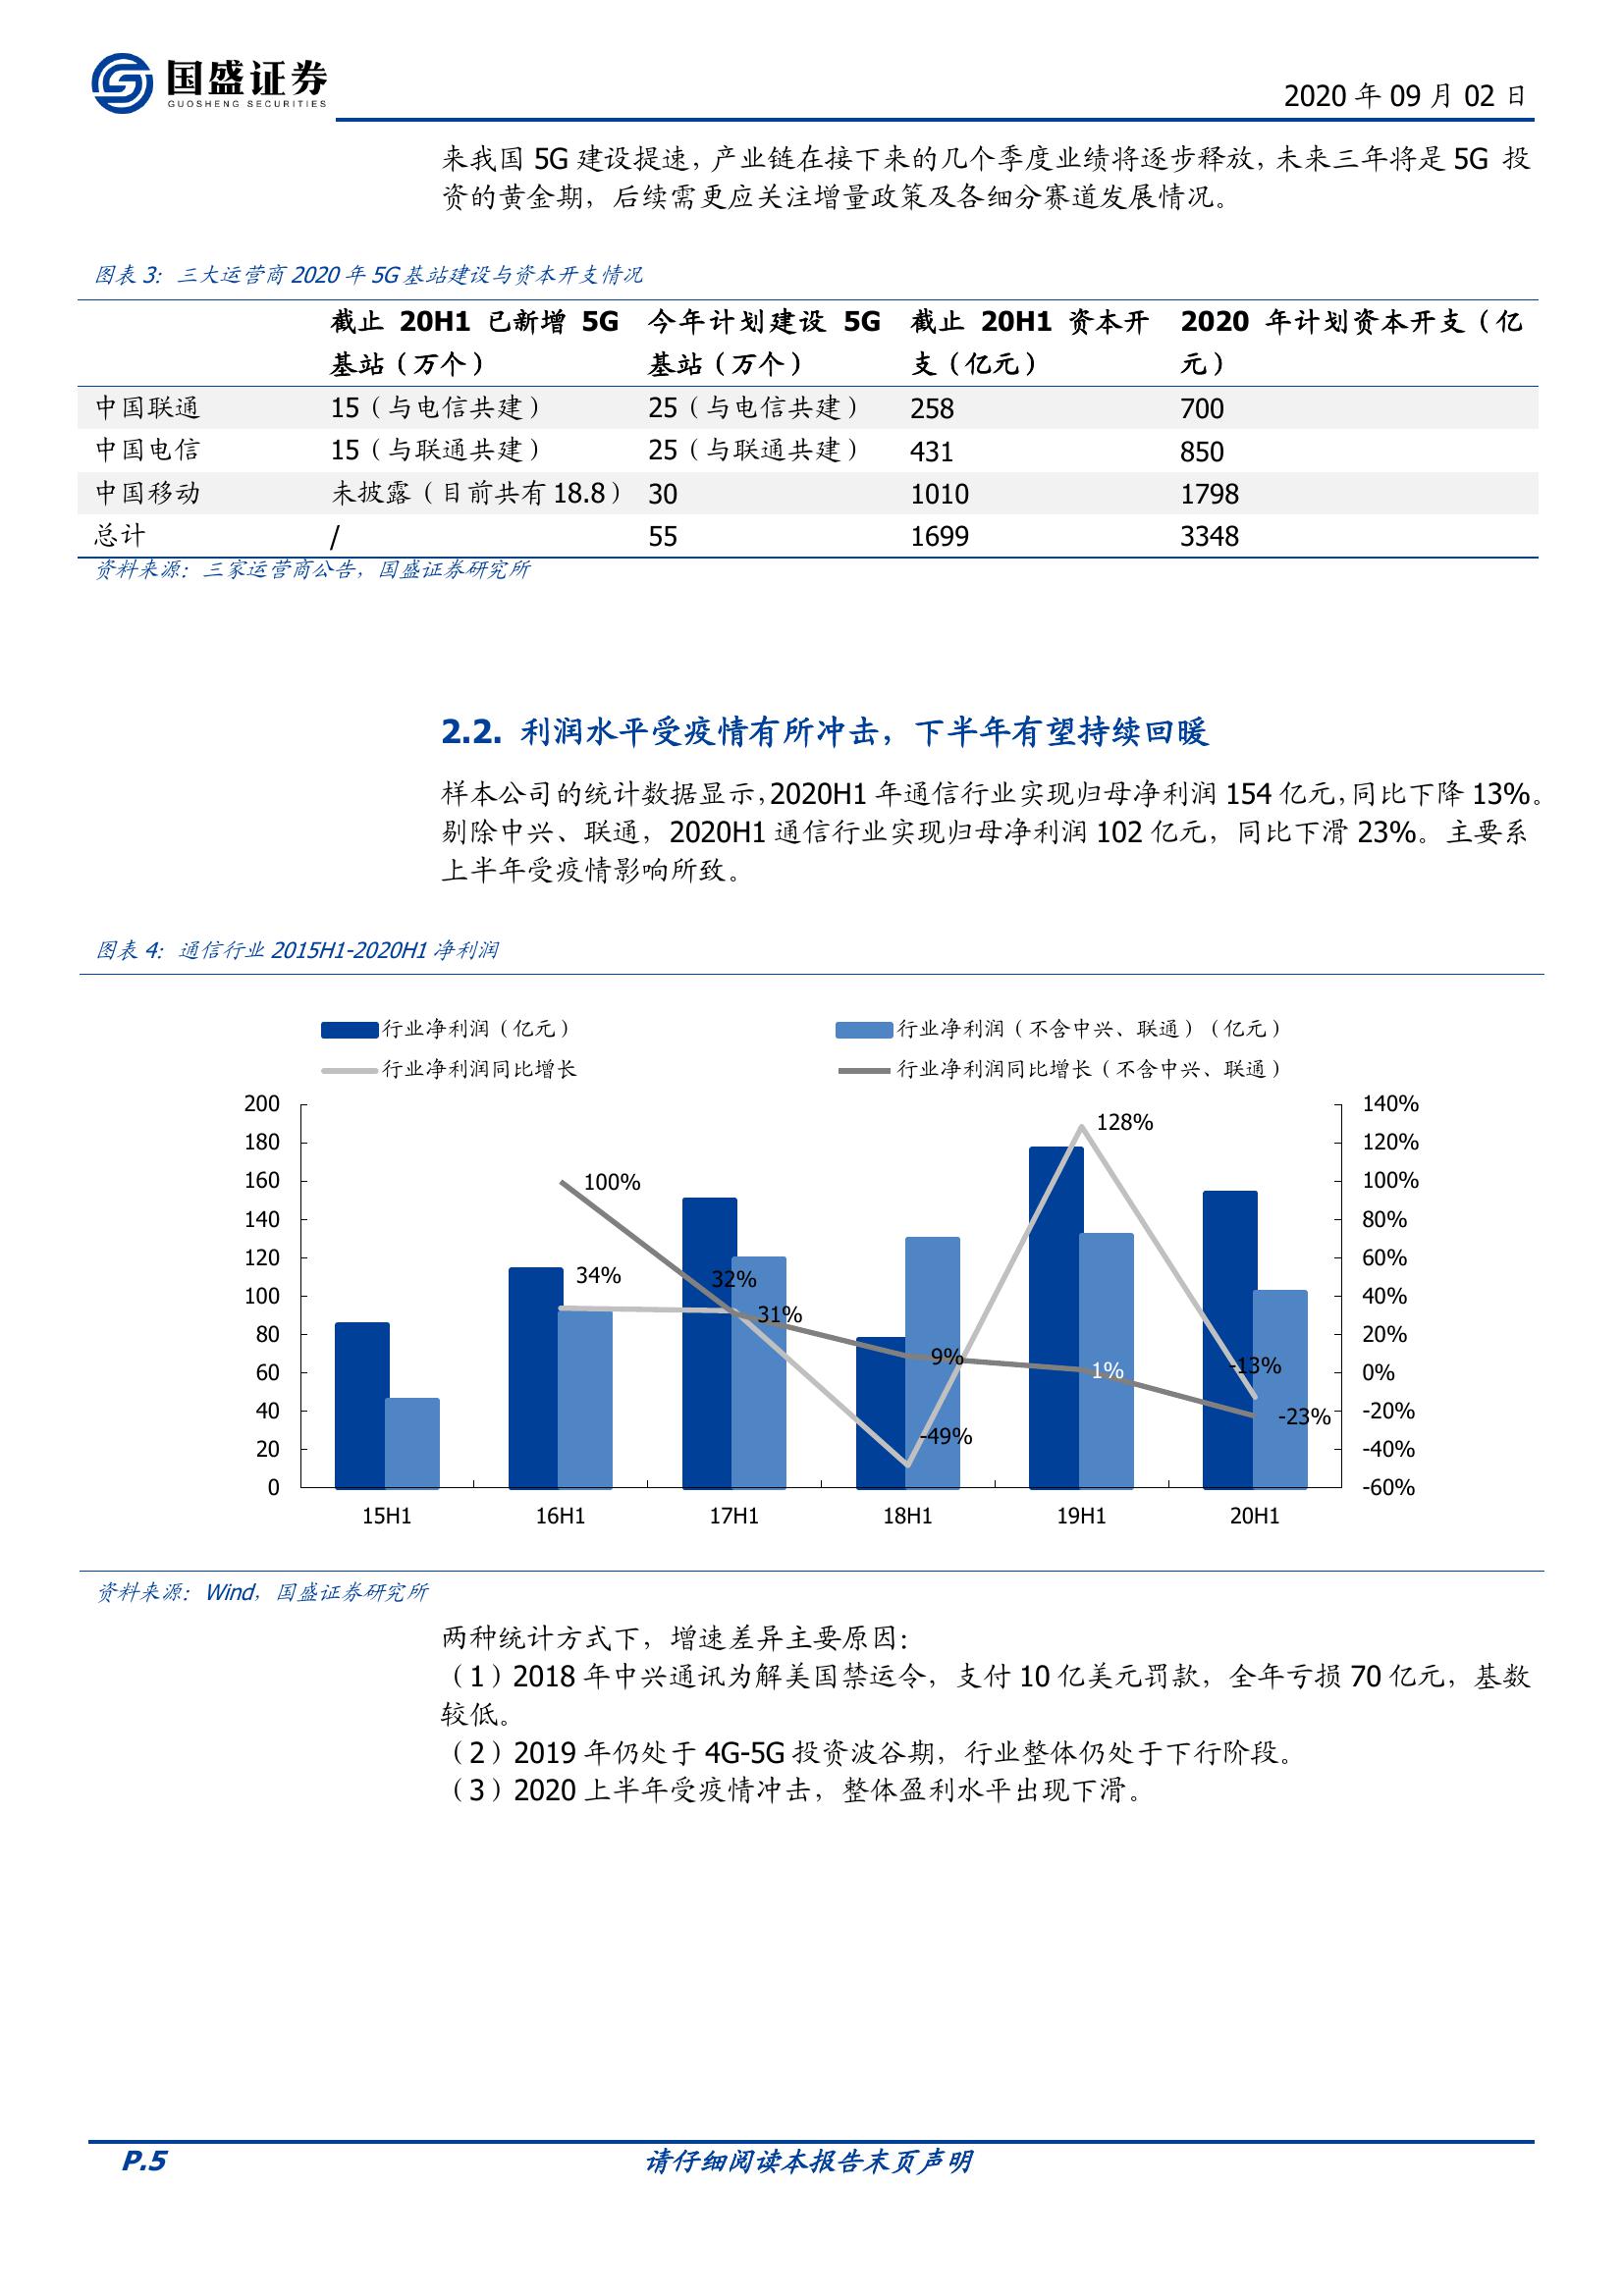 国盛证券
GUOSHENG SECURITIES
2020 年 09 月 02 日
来我国 5G 建设提速，产业链在接下来的几个季度业绩将逐步释放，未来三年将是 5G 投
资的黄金期，后续需更应关注增量政策及各细分赛道发展情况。
图表 3：三大运营商 2020 年 5G 基站建设与资本开支情况
截止 20H1 已新增 5G 今年计划建设 5G 截止 20H1 资本开 2020 年计划资本开支（亿
基站（万个） 基站（万个） 支（亿元） 元）
中国联通 15（与电信共建） 25（与电信共建） 258 700
中国电信 15（与联通共建） 25（与联通共建） 431 850
中国移动 未披露（目前共有 18.8） 30 1010 1798
总计 / 55 1699 3348
资料来源：三家运营商公告，国盛证券研究所
2.2. 利润水平受疫情有所冲击，下半年有望持续回暖
样本公司的统计数据显示，2020H1 年通信行业实现归母净利润 154 亿元，同比下降 13%。
剔除中兴、联通，2020H1 通信行业实现归母净利润 102 亿元，同比下滑 23%。主要系
上半年受疫情影响所致。
图表 4：通信行业 2015H1-2020H1 净利润
行业净利润（亿元） 行业净利润（不含中兴、联通）（亿元）
行业净利润同比增长 行业净利润同比增长（不含中兴、联通）
200 140%
128%
180 120%
160 100% 100%
140 80%
120 60%
34% 32%
100 40%
31%
80 20%
9%
60 1% -13% 0%
40 -23% -20%
-49%
20 -40%
0 -60%
15H1 16H1 17H1 18H1 19H1 20H1
资料来源：Wind，国盛证券研究所
两种统计方式下，增速差异主要原因：
（1）2018 年中兴通讯为解美国禁运令，支付 10 亿美元罚款，全年亏损 70 亿元，基数
较低。
（2）2019 年仍处于 4G-5G 投资波谷期，行业整体仍处于下行阶段。
（3）2020 上半年受疫情冲击，整体盈利水平出现下滑。
P.5 请仔细阅读本报告末页声明